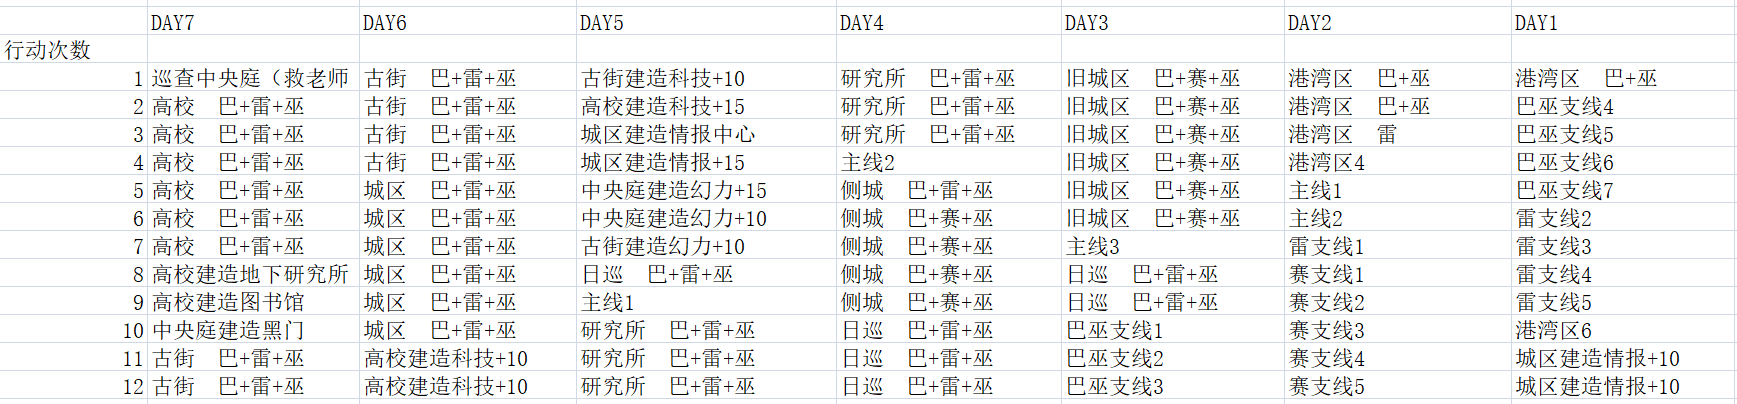 DAY7 DAY6 DAY5 DAY4 DAY3 DAY2 DAY1
行动次数
1 巡查中央庭（救老师 古街 巴+雷+巫 古街建造科技+10 研究所 巴+雷+巫 旧城区 巴+赛+巫 港湾区 巴+巫 港湾区 巴+巫
2 高校 巴+雷+巫 古街 巴+雷+巫 高校建造科技+15 研究所 巴+雷+巫 旧城区 巴+赛+巫 港湾区 巴+巫 巴巫支线4
3 高校 巴+雷+巫 古街 巴+雷+巫 城区建造情报中心 研究所 巴+雷+巫 旧城区 巴+赛+巫 港湾区 雷 巴巫支线5
4 高校 巴+雷+巫 古街 巴+雷+巫 城区建造情报+15 主线2 旧城区 巴+赛+巫 港湾区4 巴巫支线6
5 高校 巴+雷+巫 城区 巴+雷+巫 中央庭建造幻力+15 侧城 巴+雷+巫 旧城区 巴+赛+巫 主线1 巴巫支线7
6 高校 巴+雷+巫 城区 巴+雷+巫 中央庭建造幻力+10 侧城 巴+赛+巫 旧城区 巴+赛+巫 主线2 雷支线2
7 高校 巴+雷+巫 城区 巴+雷+巫 古街建造幻力+10 侧城 巴+赛+巫 主线3 雷支线1 雷支线3
8 高校建造地下研究所 城区 巴+雷+巫 日巡 巴+雷+巫 侧城 巴+赛+巫 日巡 巴+雷+巫 赛支线1 雷支线4
9 高校建造图书馆 城区 巴+雷+巫 主线1 侧城 巴+赛+巫 日巡 巴+雷+巫 赛支线2 雷支线5
10 中央庭建造黑门 城区 巴+雷+巫 研究所 巴+雷+巫 日巡 巴+雷+巫 巴巫支线1 赛支线3 港湾区6
11 古街 巴+雷+巫 高校建造科技+10 研究所 巴+雷+巫 日巡 巴+雷+巫 巴巫支线2 赛支线4 城区建造情报+10
12 古街 巴+雷+巫 高校建造科技+10 研究所 巴+雷+巫 日巡 巴+雷+巫 巴巫支线3 赛支线5 城区建造情报+10